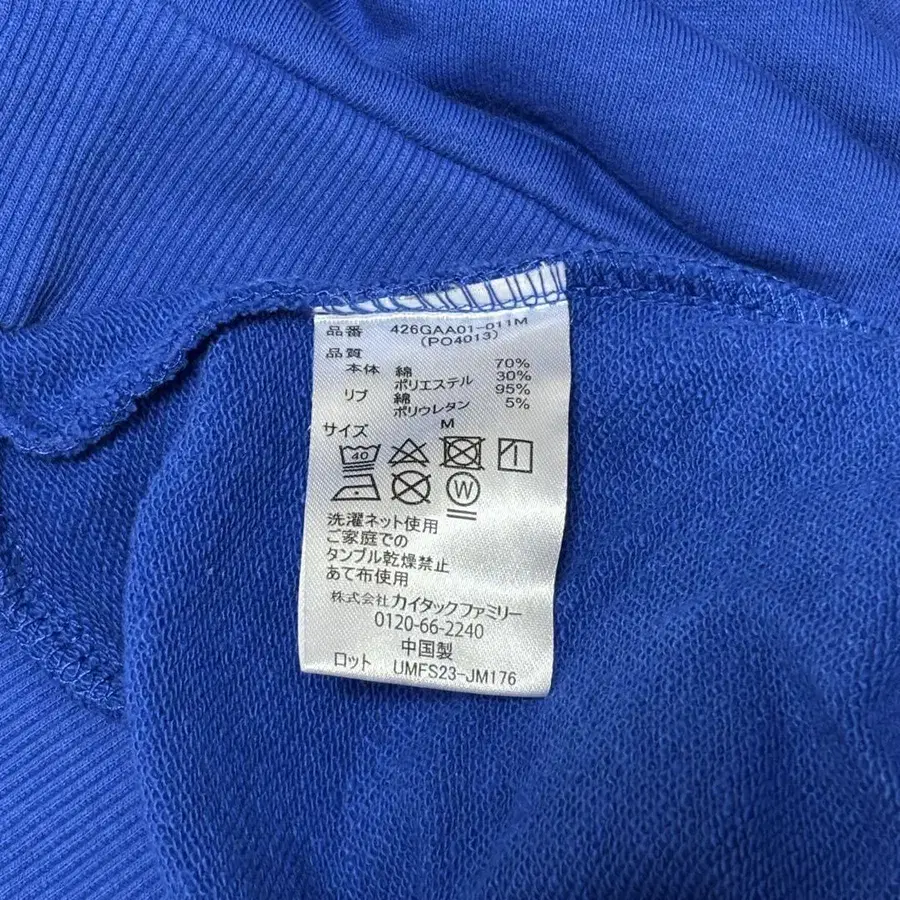 品番 426GAA01-011M
(PO4013)
品質
本体 綿 70%
ポリエステル 30%
リブ 綿 95%
ポリウレタン 5%
サイズ M
40
W
洗濯ネット使用
ご家庭での
タンブル乾燥禁止
あて布使用
株式会社カイタックファミリー
0120-66-2240
中国製
ロット UMFS23-JM176